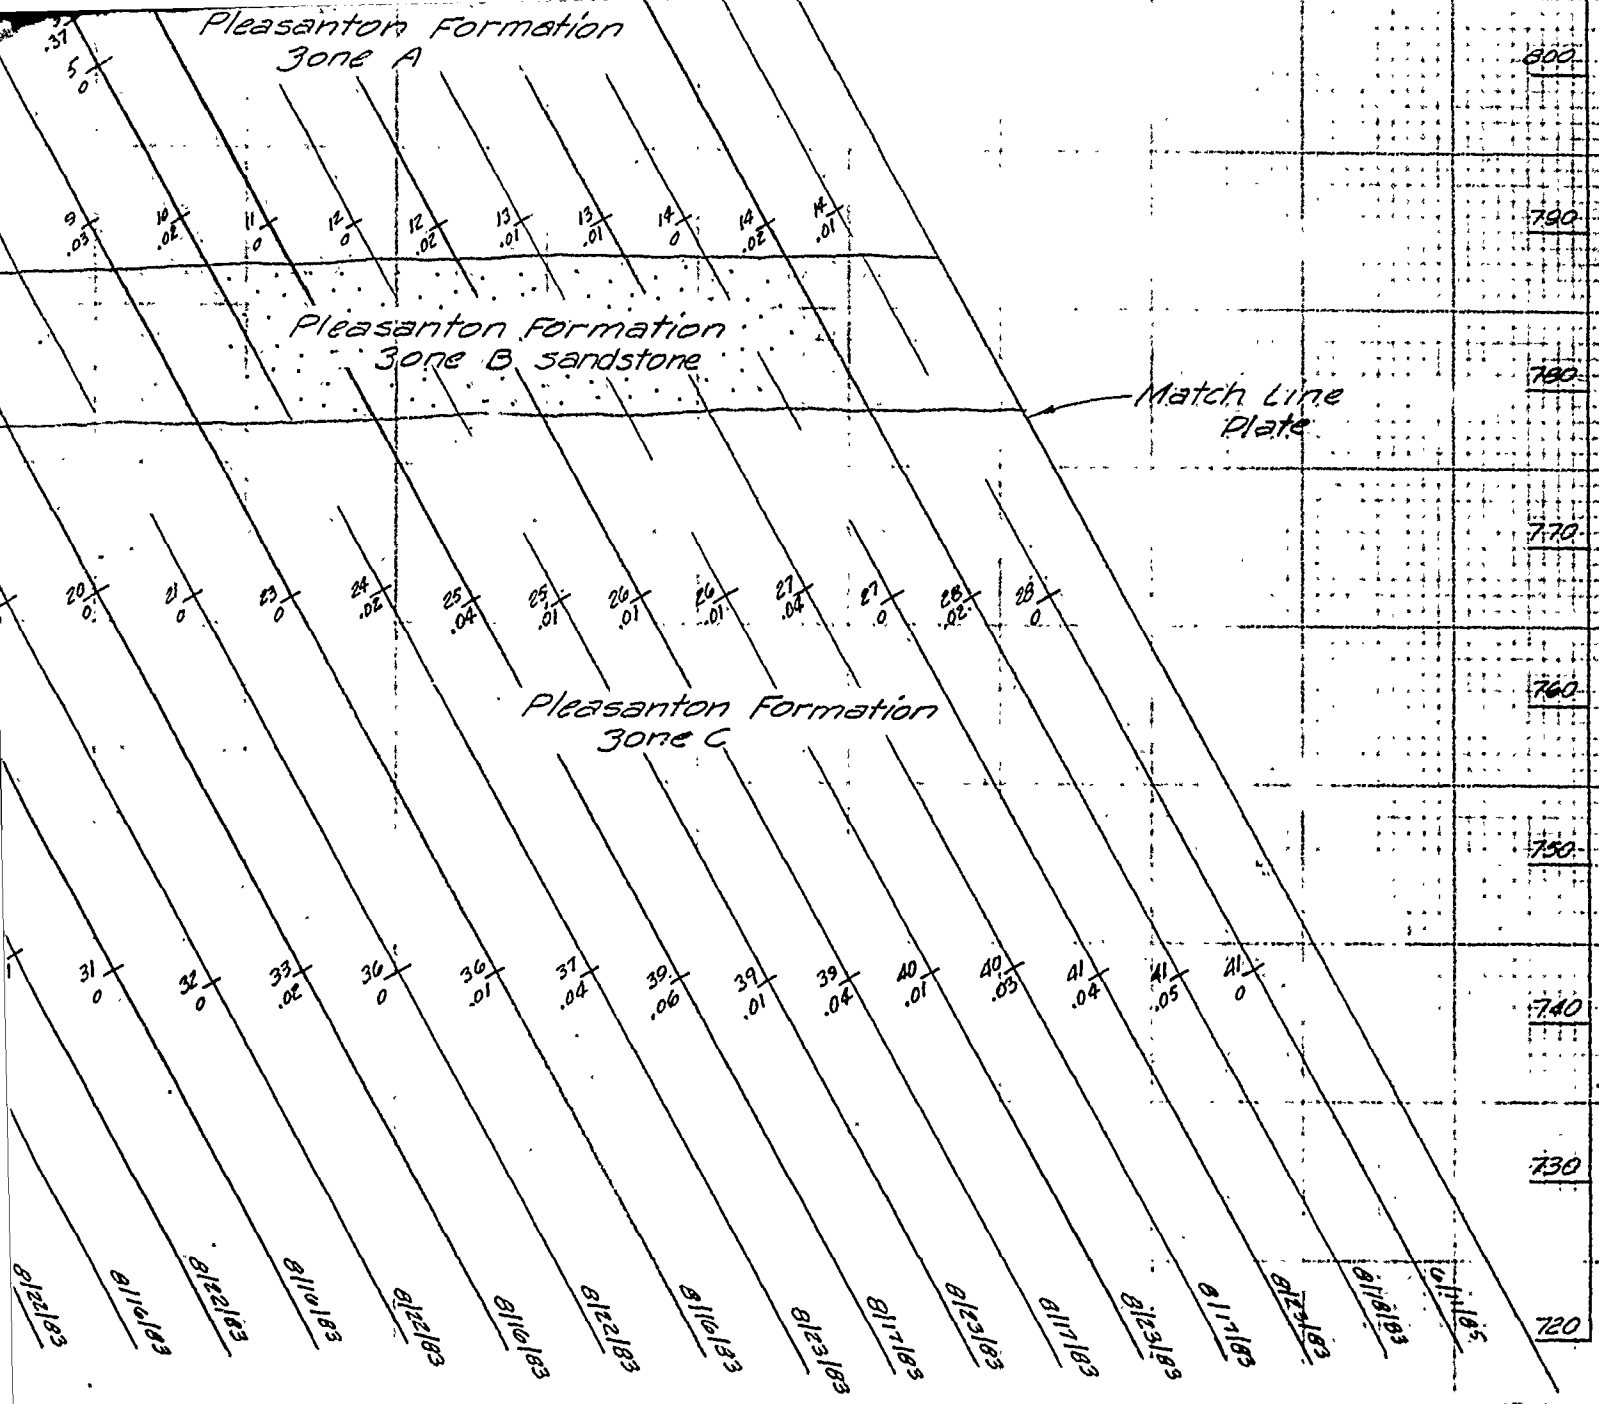 Pleasanton Formation
Zone A
.37
5
0
800
9 10 11 12 12 13 13 14 14 14
.03 .02 0 0 .02 .01 .01 0 .02 .01
790
Pleasanton Formation
Zone B sandstone
780
Match Line
Plate
770
20 21 23 24 25 25 26 26 27 27 28 28
0 0 0 .02 .04 .01 .01 .01 .04 0 .02 0
760
Pleasanton Formation
Zone C
750
31 32 33 36 36 37 39 39 39 40 40 41 41 41
0 0 .02 0 .01 .04 .06 .01 .04 .01 .03 .04 .05 0
740
730
720
8/22/83
8/16/83
8/22/83
8/16/83
8/22/83
8/16/83
8/22/83
8/16/83
8/23/83
8/17/83
8/23/83
8/17/83
8/23/83
8/17/83
8/23/83
8/18/83